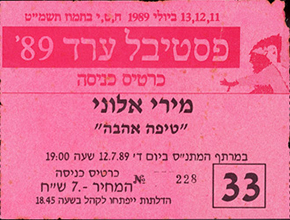 13,12,11 ביולי 1989 ח,ט,י בתמוז תשמ"ט
פסטיבל ערד 89'
כרטיס כניסה
מירי אלוני
"טיפה אהבה"
במרתף המתנ"ס ביום ד' 12.7.89 שעה 19:00
כרטיס כניסה
המחיר -.7 ש"ח
№ 228
הדלתות ייפתחו לקהל בשעה 18.45
33